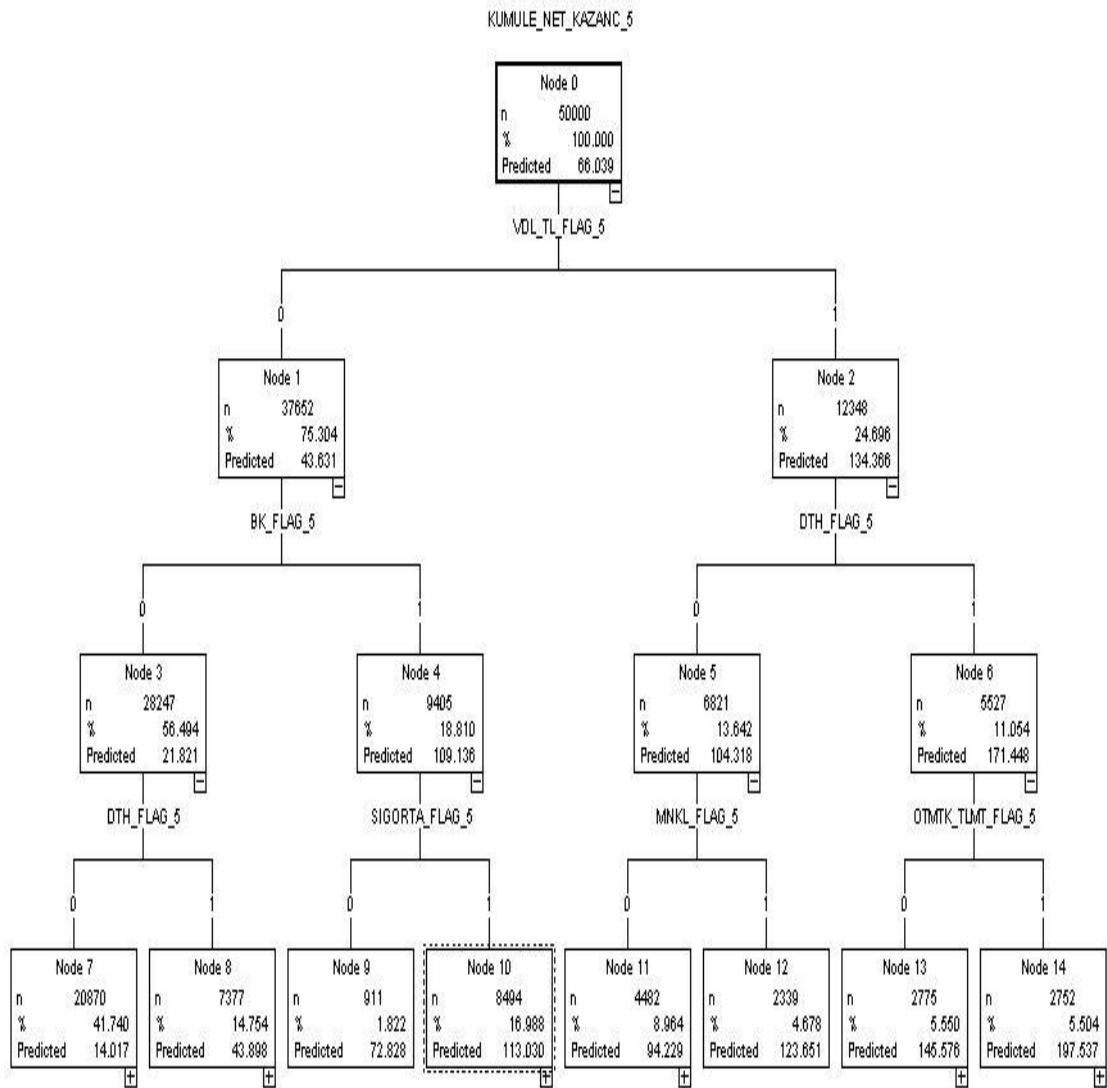 KUMULE_NET_KAZANC_5
Node 0
n 50000
% 100.000
Predicted 66.039
VDL_TL_FLAG_5
0
1
Node 1
n 37652
% 75.304
Predicted 43.631
Node 2
n 12348
% 24.696
Predicted 134.366
BK_FLAG_5
DTH_FLAG_5
0
1
0
1
Node 3
n 28247
% 56.494
Predicted 21.821
Node 4
n 9405
% 18.810
Predicted 109.136
Node 5
n 6821
% 13.642
Predicted 104.318
Node 6
n 5527
% 11.054
Predicted 171.448
DTH_FLAG_5
SIGORTA_FLAG_5
MNKL_FLAG_5
OTMTK_TLMT_FLAG_5
0
1
0
1
0
1
0
1
Node 7
n 20870
% 41.740
Predicted 14.017
Node 8
n 7377
% 14.754
Predicted 43.898
Node 9
n 911
% 1.822
Predicted 72.828
Node 10
n 8494
% 16.988
Predicted 113.030
Node 11
n 4482
% 8.964
Predicted 94.229
Node 12
n 2339
% 4.678
Predicted 123.651
Node 13
n 2775
% 5.550
Predicted 145.576
Node 14
n 2752
% 5.504
Predicted 197.537